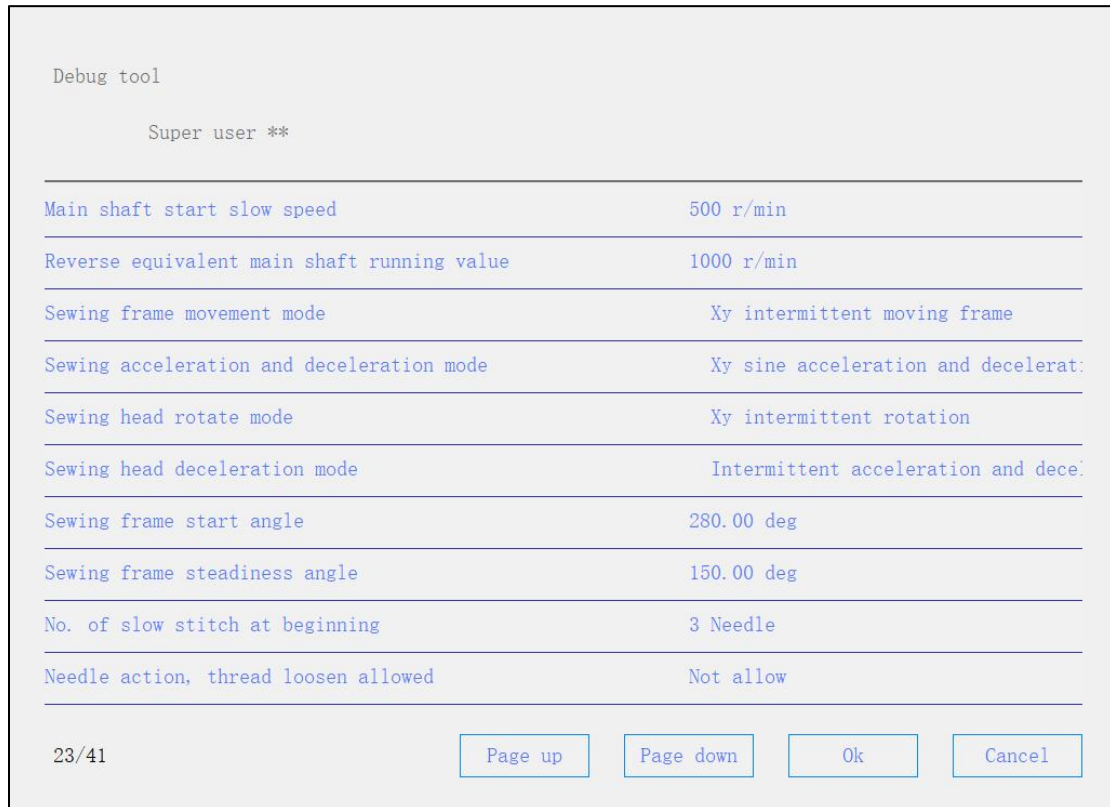 Debug tool
Super user **
Main shaft start slow speed 500 r/min
Reverse equivalent main shaft running value 1000 r/min
Sewing frame movement mode Xy intermittent moving frame
Sewing acceleration and deceleration mode Xy sine acceleration and decelerati
Sewing head rotate mode Xy intermittent rotation
Sewing head deceleration mode Intermittent acceleration and decel
Sewing frame start angle 280.00 deg
Sewing frame steadiness angle 150.00 deg
No. of slow stitch at beginning 3 Needle
Needle action, thread loosen allowed Not allow
23/41 Page up Page down Ok Cancel